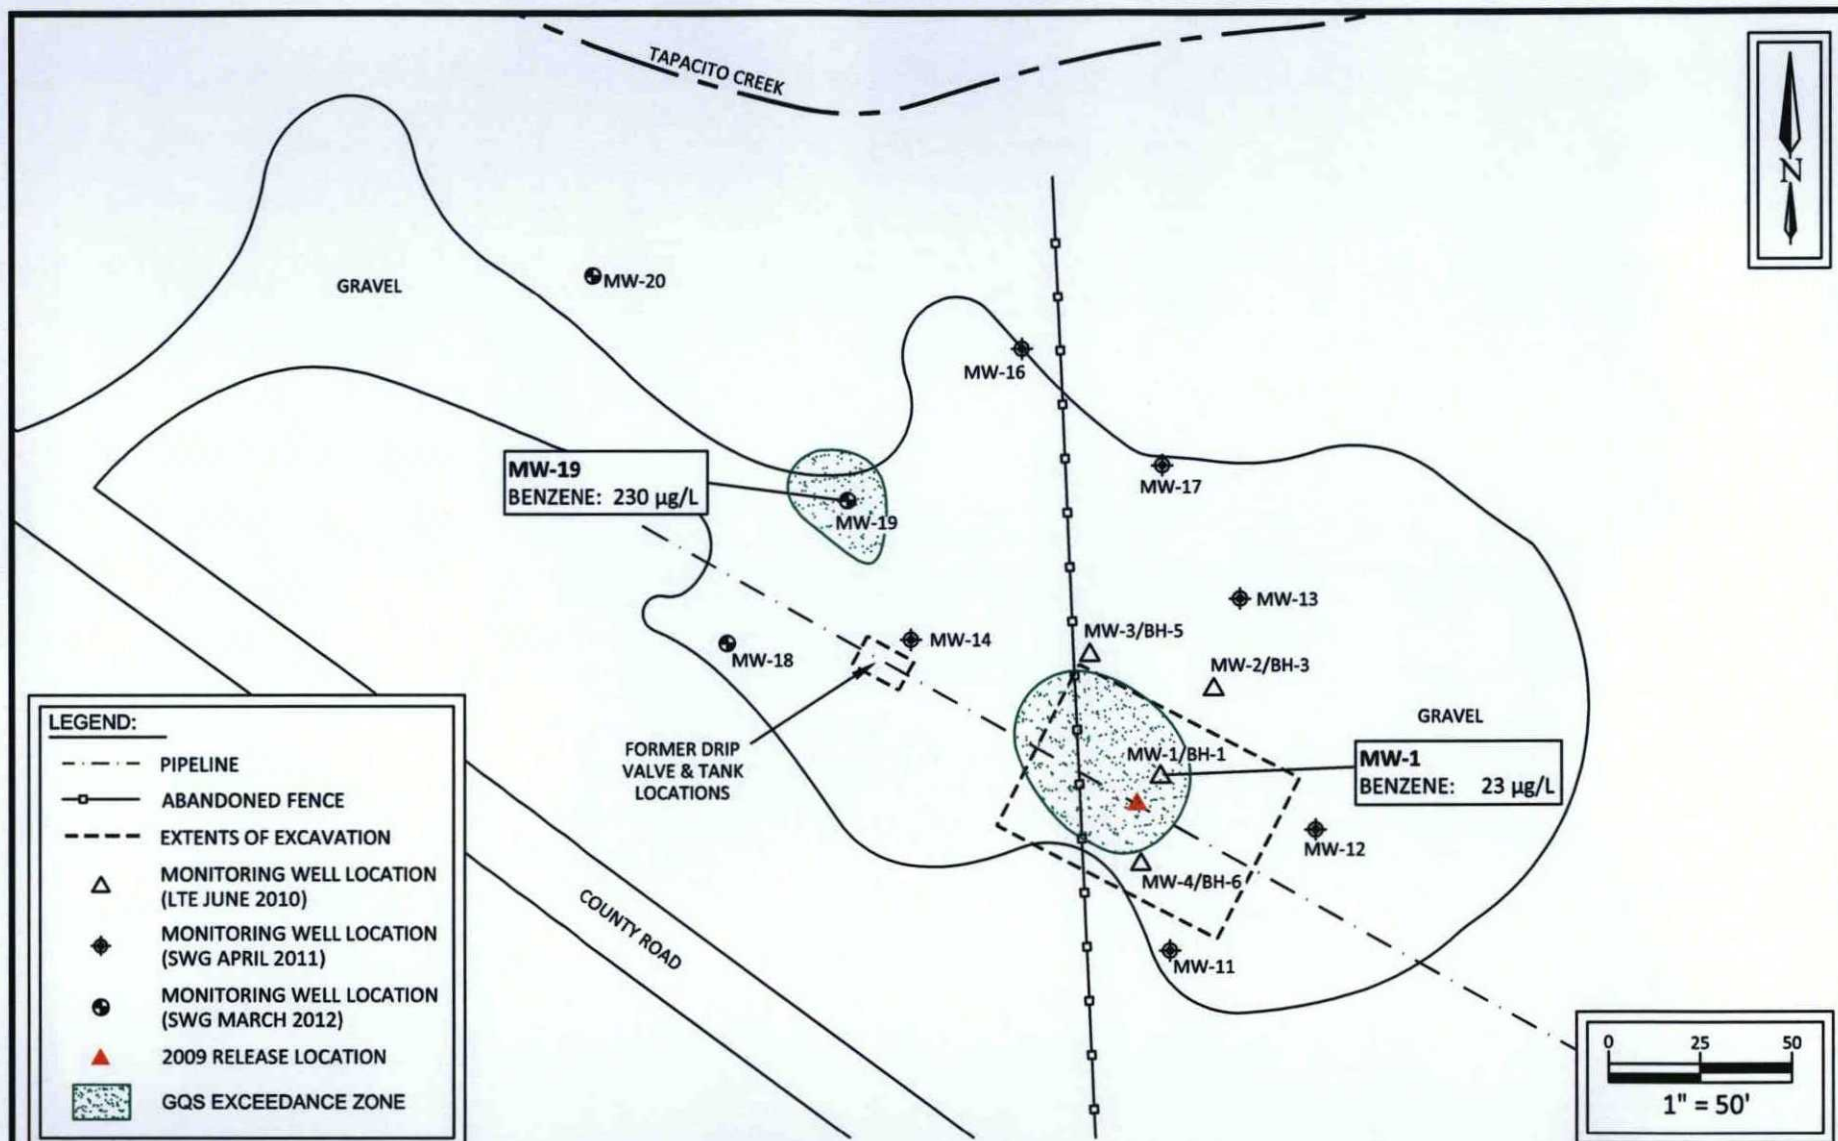 TAPACITO CREEK
N
GRAVEL
MW-20
MW-16
MW-19
BENZENE: 230 µg/L
MW-19
MW-17
MW-13
MW-3/BH-5
MW-14
MW-18
MW-2/BH-3
GRAVEL
FORMER DRIP
VALVE & TANK
LOCATIONS
MW-1/BH-1
MW-1
BENZENE: 23 µg/L
MW-12
MW-4/BH-6
MW-11
COUNTY ROAD
LEGEND:
PIPELINE
ABANDONED FENCE
EXTENTS OF EXCAVATION
MONITORING WELL LOCATION
(LTE JUNE 2010)
MONITORING WELL LOCATION
(SWG APRIL 2011)
MONITORING WELL LOCATION
(SWG MARCH 2012)
2009 RELEASE LOCATION
GQS EXCEEDANCE ZONE
0 25 50
1" = 50'